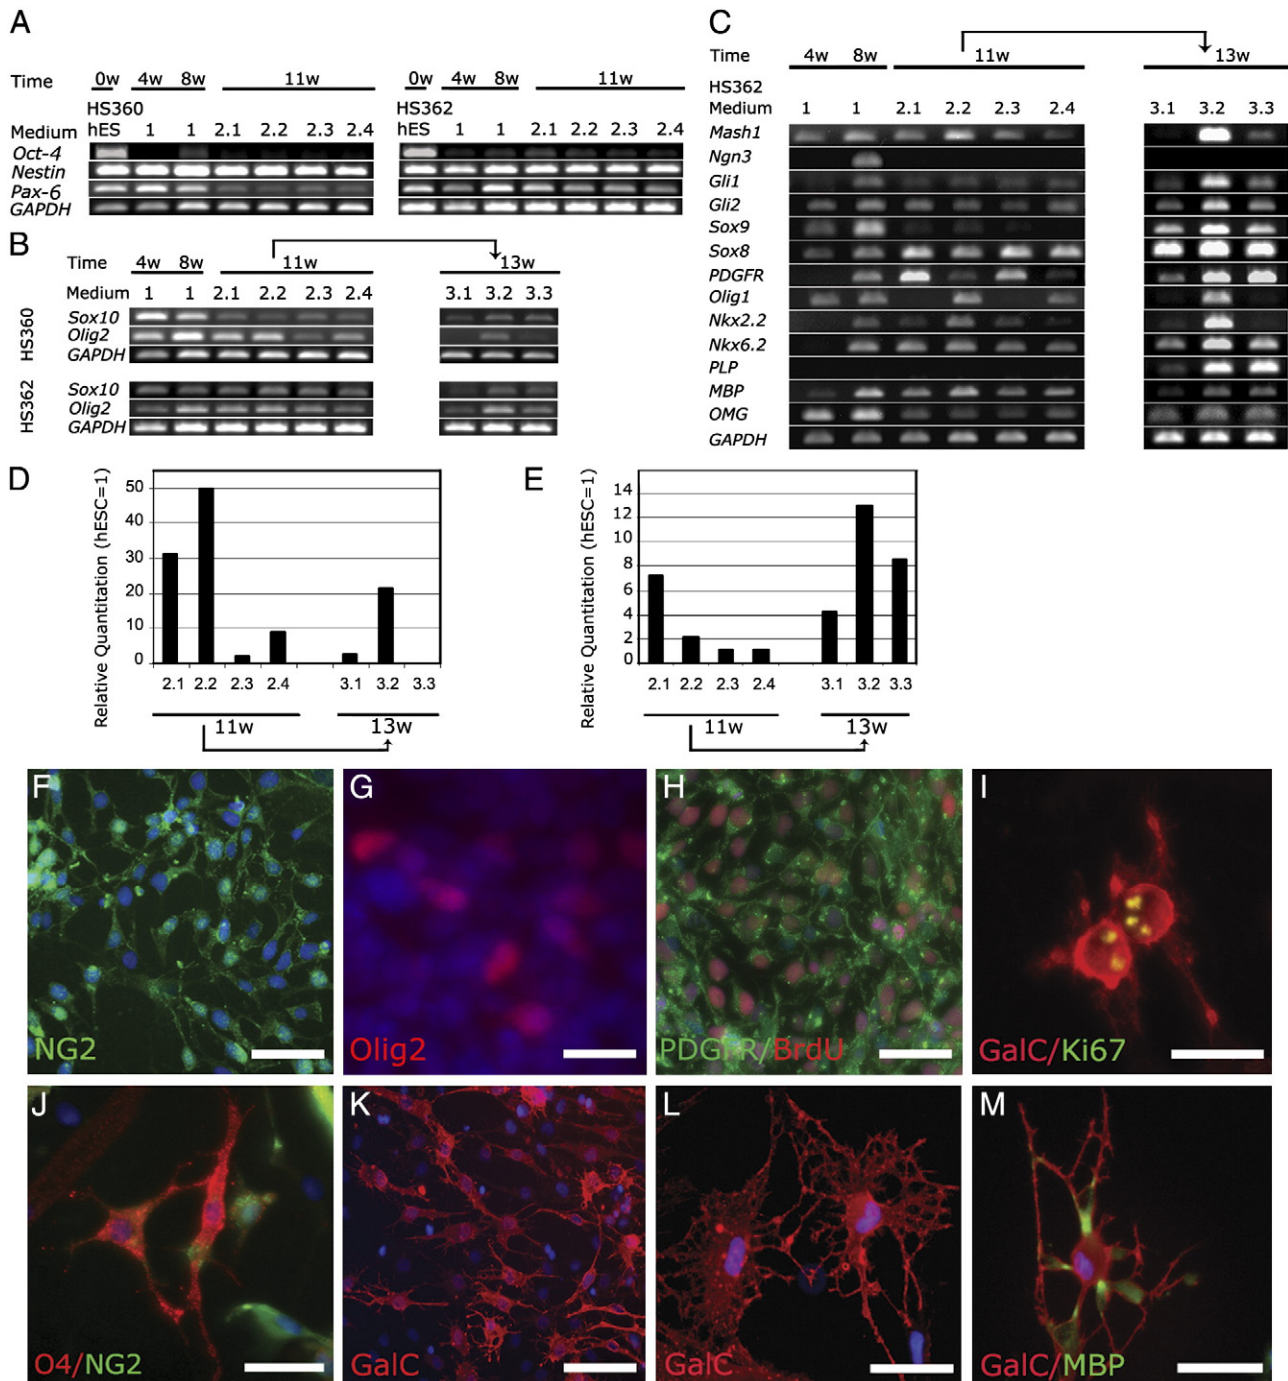 A
Time 0w 4w 8w 11w 0w 4w 8w 11w
HS360 HS362
Medium hES 1 1 2.1 2.2 2.3 2.4 hES 1 1 2.1 2.2 2.3 2.4
Oct-4
Nestin
Pax-6
GAPDH
B
Time 4w 8w 11w 13w
Medium 1 1 2.1 2.2 2.3 2.4 3.1 3.2 3.3
HS360
Sox10
Olig2
GAPDH
HS362
Sox10
Olig2
GAPDH
C
Time 4w 8w 11w 13w
HS362
Medium 1 1 2.1 2.2 2.3 2.4 3.1 3.2 3.3
Mash1
Ngn3
Gli1
Gli2
Sox9
Sox8
PDGFR
Olig1
Nkx2.2
Nkx6.2
PLP
MBP
OMG
GAPDH
D
Relative Quantitation (hESC=1)
50
40
30
20
10
0
2.1 2.2 2.3 2.4 3.1 3.2 3.3
11w 13w
E
Relative Quantitation (hESC=1)
14
12
10
8
6
4
2
0
2.1 2.2 2.3 2.4 3.1 3.2 3.3
11w 13w
F
NG2
G
Olig2
H
PDGFR/BrdU
I
GalC/Ki67
J
O4/NG2
K
GalC
L
GalC
M
GalC/MBP